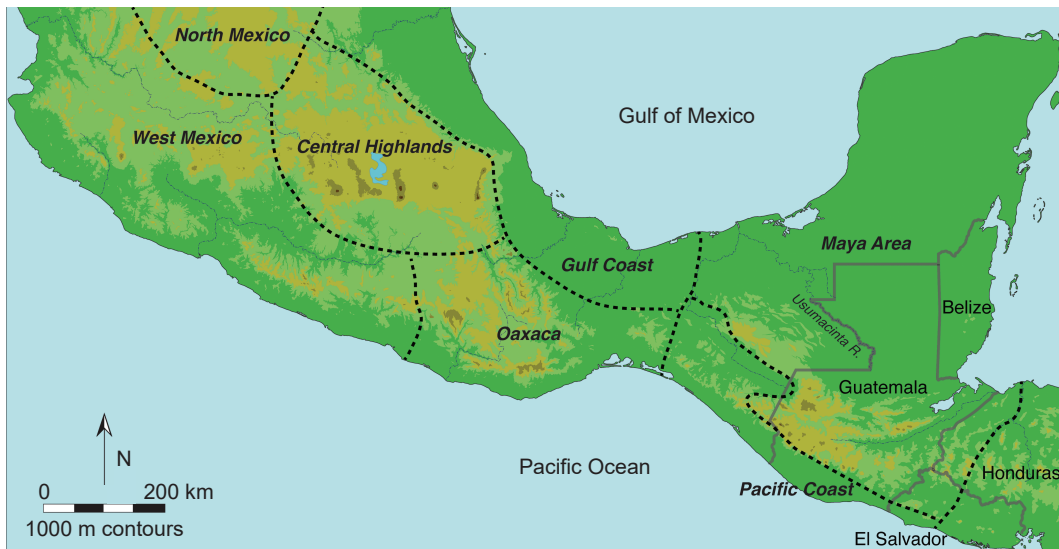 North Mexico
Gulf of Mexico
West Mexico
Central Highlands
Maya Area
Gulf Coast
Belize
Usumacinta R.
Oaxaca
Guatemala
N
Pacific Ocean
Honduras
0 200 km
Pacific Coast
1000 m contours
El Salvador